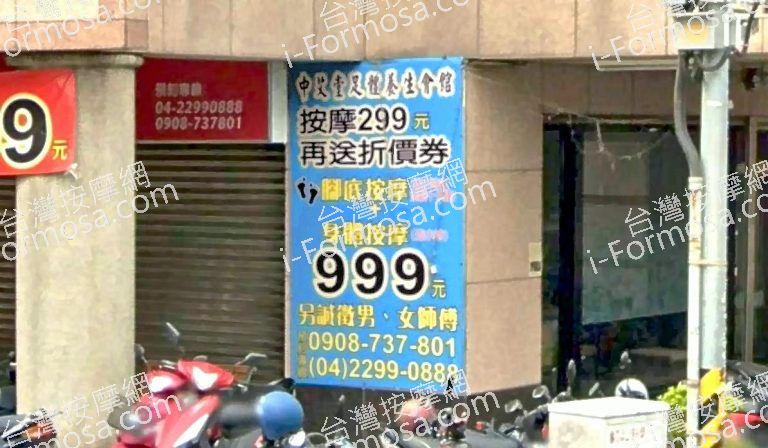 9元
預約專線
04-22990888
0908-737801
中艾堂足體養生會館
按摩299元
再送折價券
腳底按摩
身體按摩
999元
另誠徵男、女師傅
0908-737-801
(04)2299-0888
台灣按摩網
i-Formosa.com